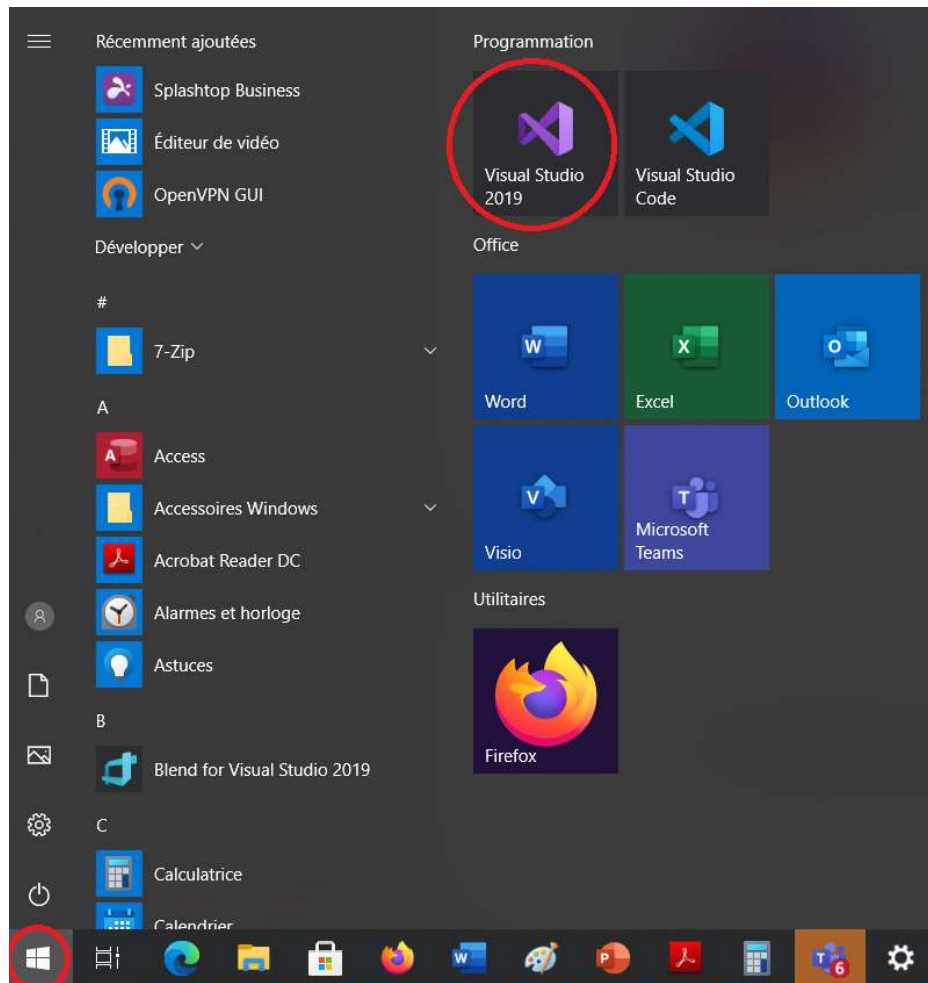 Récemment ajoutées
Splashtop Business
Éditeur de vidéo
OpenVPN GUI
Développer
#
7-Zip
A
Access
Accessoires Windows
Acrobat Reader DC
Alarmes et horloge
Astuces
B
Blend for Visual Studio 2019
C
Calculatrice
Calendrier
Programmation
Visual Studio
2019
Visual Studio
Code
Office
Word
Excel
Outlook
Visio
Microsoft
Teams
Utilitaires
Firefox
6